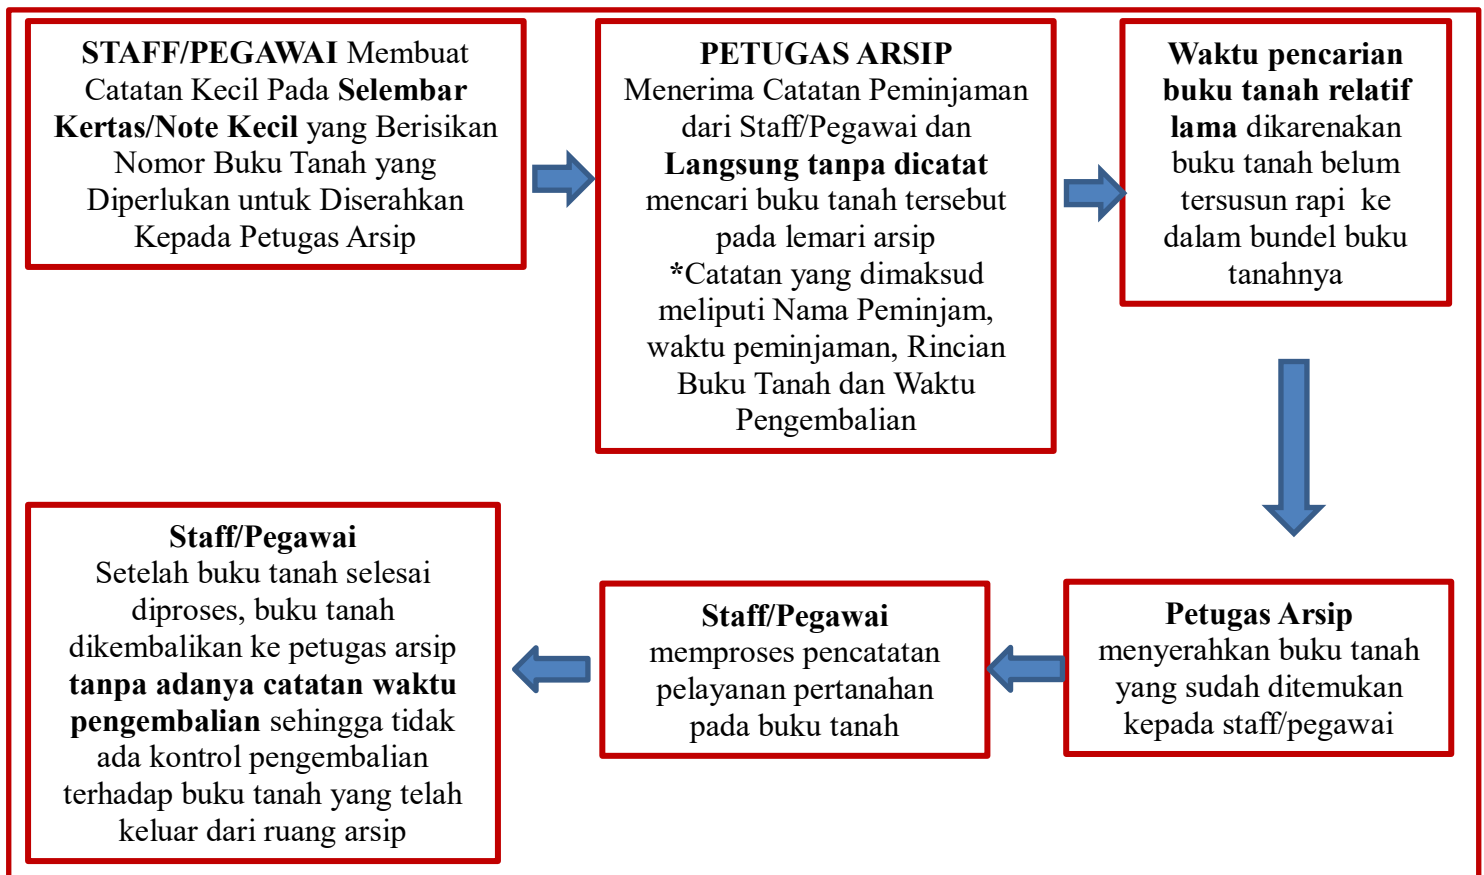 STAFF/PEGAWAI Membuat
Catatan Kecil Pada Selembar
Kertas/Note Kecil yang Berisikan
Nomor Buku Tanah yang
Diperlukan untuk Diserahkan
Kepada Petugas Arsip
PETUGAS ARSIP
Menerima Catatan Peminjaman
dari Staff/Pegawai dan
Langsung tanpa dicatat
mencari buku tanah tersebut
pada lemari arsip
*Catatan yang dimaksud
meliputi Nama Peminjam,
waktu peminjaman, Rincian
Buku Tanah dan Waktu
Pengembalian
Waktu pencarian
buku tanah relatif
lama dikarenakan
buku tanah belum
tersusun rapi ke
dalam bundel buku
tanahnya
Petugas Arsip
menyerahkan buku tanah
yang sudah ditemukan
kepada staff/pegawai
Staff/Pegawai
memproses pencatatan
pelayanan pertanahan
pada buku tanah
Staff/Pegawai
Setelah buku tanah selesai
diproses, buku tanah
dikembalikan ke petugas arsip
tanpa adanya catatan waktu
pengembalian sehingga tidak
ada kontrol pengembalian
terhadap buku tanah yang telah
keluar dari ruang arsip